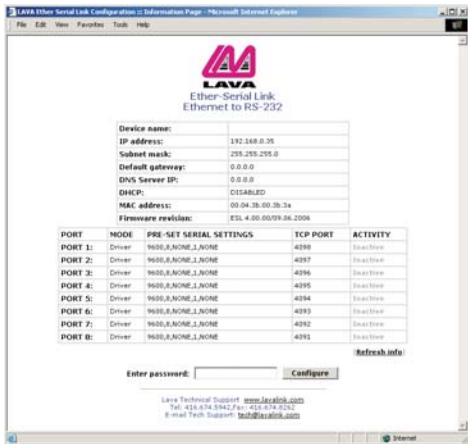 LAVA Ether Serial Link Configuration :: Information Page - Microsoft Internet Explorer
File Edit View Favorites Tools Help
LAVA
Ether-Serial Link
Ethernet to RS-232
Device name:
IP address: 192.168.0.35
Subnet mask: 255.255.255.0
Default gateway: 0.0.0.0
DNS Server IP: 0.0.0.0
DHCP: DISABLED
MAC address: 00.04.3b.00.3b.3a
Firmware revision: ESL 4.00.00/09.06.2006
PORT MODE PRE-SET SERIAL SETTINGS TCP PORT ACTIVITY
PORT 1: Driver 9600,8,NONE,1,NONE 4098 Inactive
PORT 2: Driver 9600,8,NONE,1,NONE 4097 Inactive
PORT 3: Driver 9600,8,NONE,1,NONE 4096 Inactive
PORT 4: Driver 9600,8,NONE,1,NONE 4095 Inactive
PORT 5: Driver 9600,8,NONE,1,NONE 4094 Inactive
PORT 6: Driver 9600,8,NONE,1,NONE 4093 Inactive
PORT 7: Driver 9600,8,NONE,1,NONE 4092 Inactive
PORT 8: Driver 9600,8,NONE,1,NONE 4091 Inactive
[Refresh info]
Enter password: Configure
Lava Technical Support www.lavalink.com
Tel: 416.674.5942,Fax: 416.674.8262
E-mail Tech Support: tech@lavalink.com
Internet